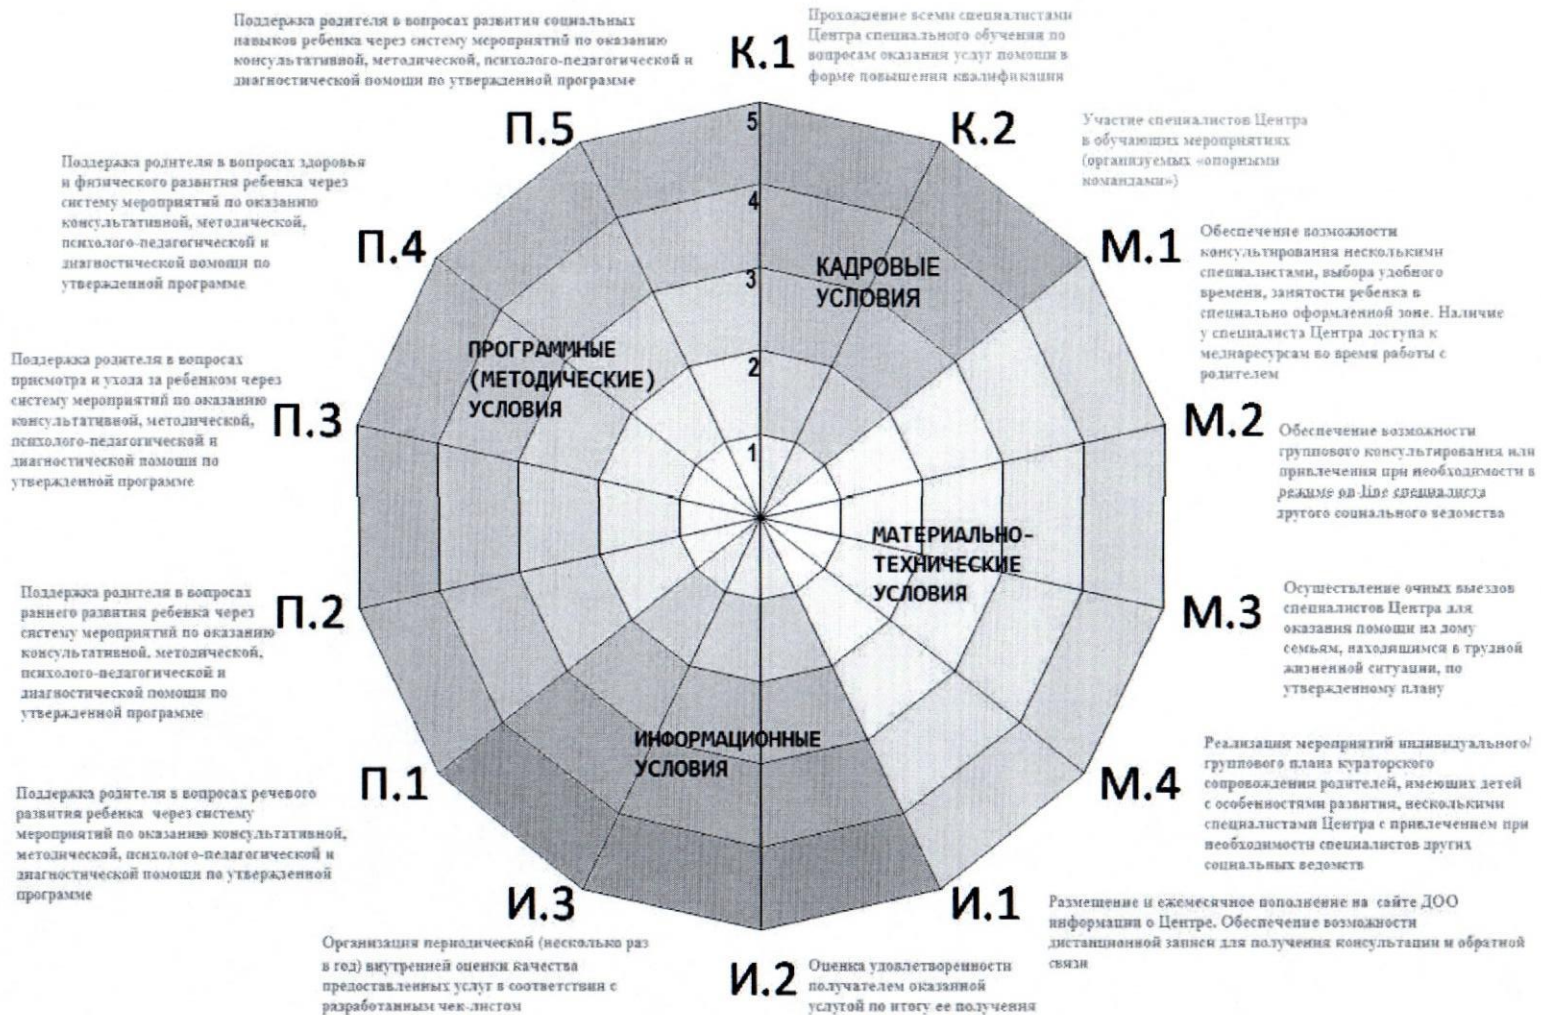 Поддержка родителя в вопросах развития социальных
навыков ребенка через систему мероприятий по оказанию
консультативной, методической, психолого-педагогической и
диагностической помощи по утвержденной программе
К.1
Прохождение всеми специалистами
Центра специального обучения по
вопросам оказания услуг помощи в
форме повышения квалификации
П.5
К.2
Участие специалистов Центра
в обучающих мероприятиях
(организуемых «опорными
командами»)
Поддержка родителя в вопросах здоровья
и физического развития ребенка через
систему мероприятий по оказанию
консультативной, методической,
психолого-педагогической и
диагностической помощи по
утвержденной программе
П.4
М.1
Обеспечение возможности
консультирования несколькими
специалистами, выбора удобного
времени, занятости ребенка в
специально оформленной зоне. Наличие
у специалиста Центра доступа к
медиаресурсам во время работы с
родителем
5
4
3
2
1
КАДРОВЫЕ
УСЛОВИЯ
ПРОГРАММНЫЕ
(МЕТОДИЧЕСКИЕ)
УСЛОВИЯ
Поддержка родителя в вопросах
присмотра и ухода за ребенком через
систему мероприятий по оказанию
консультативной, методической,
психолого-педагогической и
диагностической помощи по
утвержденной программе
П.3
М.2
Обеспечение возможности
группового консультирования или
привлечения при необходимости в
режиме on-line специалиста
другого социального ведомства
МАТЕРИАЛЬНО-
ТЕХНИЧЕСКИЕ
УСЛОВИЯ
Поддержка родителя в вопросах
раннего развития ребенка через
систему мероприятий по оказанию
консультативной, методической,
психолого-педагогической и
диагностической помощи по
утвержденной программе
П.2
М.3
Осуществление очных выездов
специалистов Центра для
оказания помощи на дому
семьям, находящимся в трудной
жизненной ситуации, по
утвержденному плану
ИНФОРМАЦИОННЫЕ
УСЛОВИЯ
Поддержка родителя в вопросах речевого
развития ребенка через систему
мероприятий по оказанию консультативной,
методической, психолого-педагогической и
диагностической помощи по утвержденной
программе
П.1
М.4
Реализация мероприятий индивидуального/
группового плана кураторского
сопровождения родителей, имеющих детей
с особенностями развития, несколькими
специалистами Центра с привлечением при
необходимости специалистов других
социальных ведомств
И.3
Организация периодической (несколько раз
в год) внутренней оценки качества
предоставленных услуг в соответствии с
разработанным чек-листом
И.2
Оценка удовлетворенности
получателем оказанной
услугой по итогу ее получения
И.1
Размещение и ежемесячное пополнение на сайте ДОО
информации о Центре. Обеспечение возможности
дистанционной записи для получения консультации и обратной
связи